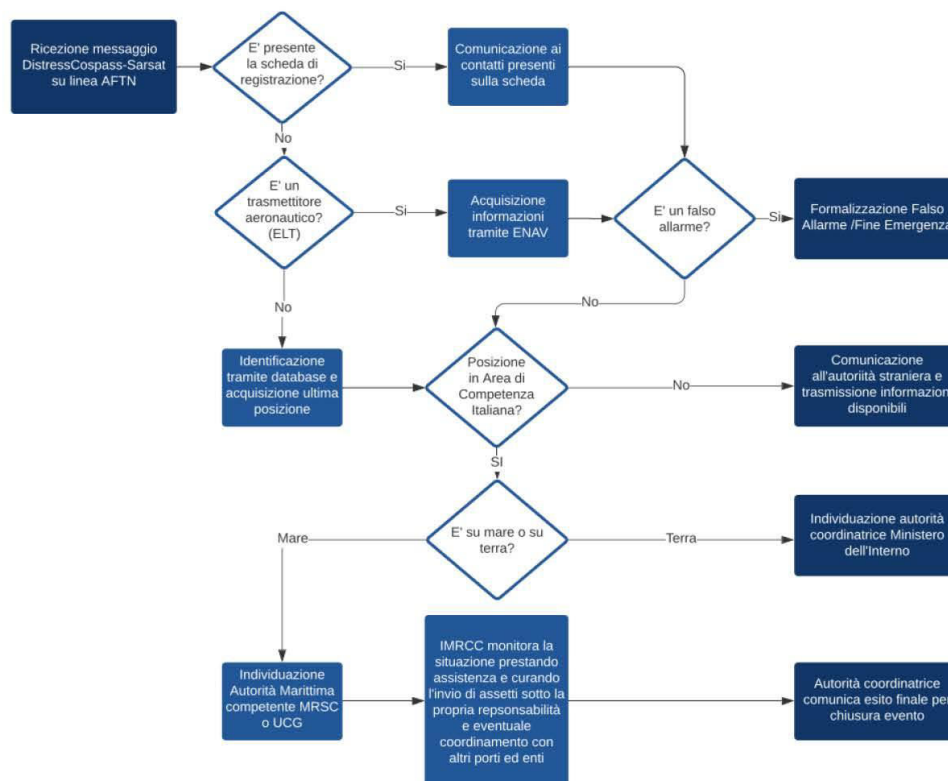 Ricezione messaggio
DistressCospass-Sarsat
su linea AFTN
E' presente
la scheda di
registrazione?
Si
Comunicazione ai
contatti presenti
sulla scheda
No
E' un
trasmettitore
aeronautico?
(ELT)
Si
Acquisizione
informazioni
tramite ENAV
E' un falso
allarme?
Si
Formalizzazione Falso
Allarme /Fine Emergenza
No
No
Identificazione
tramite database e
acquisizione ultima
posizione
Posizione
in Area di
Competenza
Italiana?
No
Comunicazione
all'autoriità straniera e
trasmissione informazioni
disponibili
SI
E' su mare o su
terra?
Mare
Terra
Individuazione autorità
coordinatrice Ministero
dell'Interno
Individuazione
Autorità Marittima
competente MRSC
o UCG
IMRCC monitora la
situazione prestando
assistenza e curando
l'invio di assetti sotto la
propria repsonsabilità
e eventuale
coordinamento con
altri porti ed enti
Autorità coordinatrice
comunica esito finale per
chiusura evento